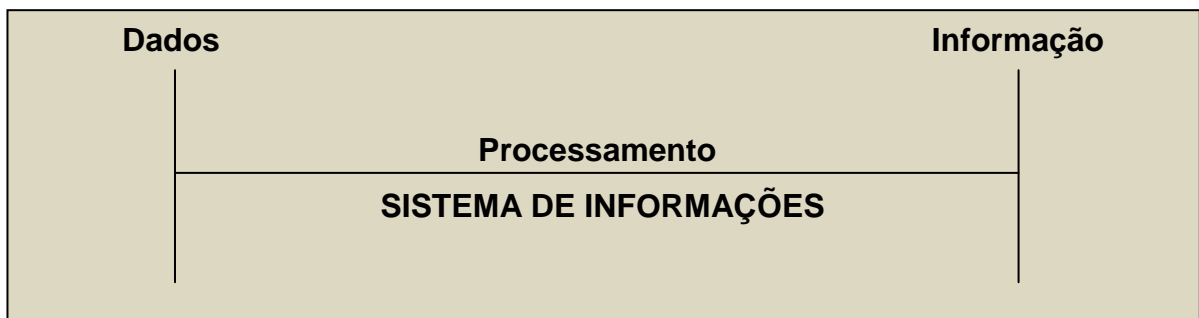 Dados Informação
Processamento
SISTEMA DE INFORMAÇÕES